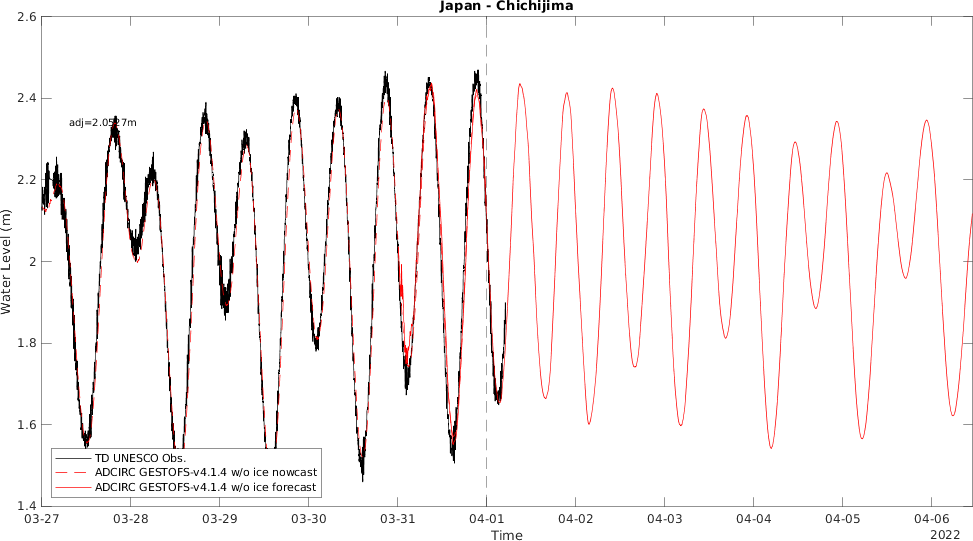 Japan - Chichijima
2.6
2.4
2.2
2
1.8
1.6
1.4
Water Level (m)
adj=2.0527m
TD UNESCO Obs.
ADCIRC GESTOFS-v4.1.4 w/o ice nowcast
ADCIRC GESTOFS-v4.1.4 w/o ice forecast
03-27 03-28 03-29 03-30 03-31 04-01 04-02 04-03 04-04 04-05 04-06
Time
2022